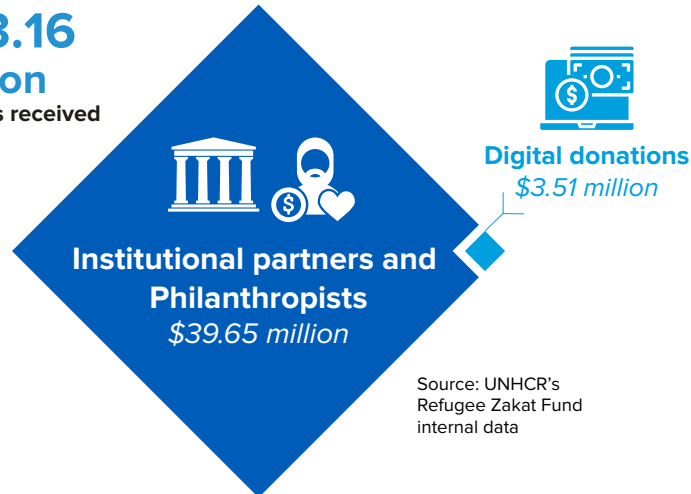 3.16
on
s received
Digital donations
$3.51 million
Institutional partners and
Philanthropists
$39.65 million
Source: UNHCR's
Refugee Zakat Fund
internal data